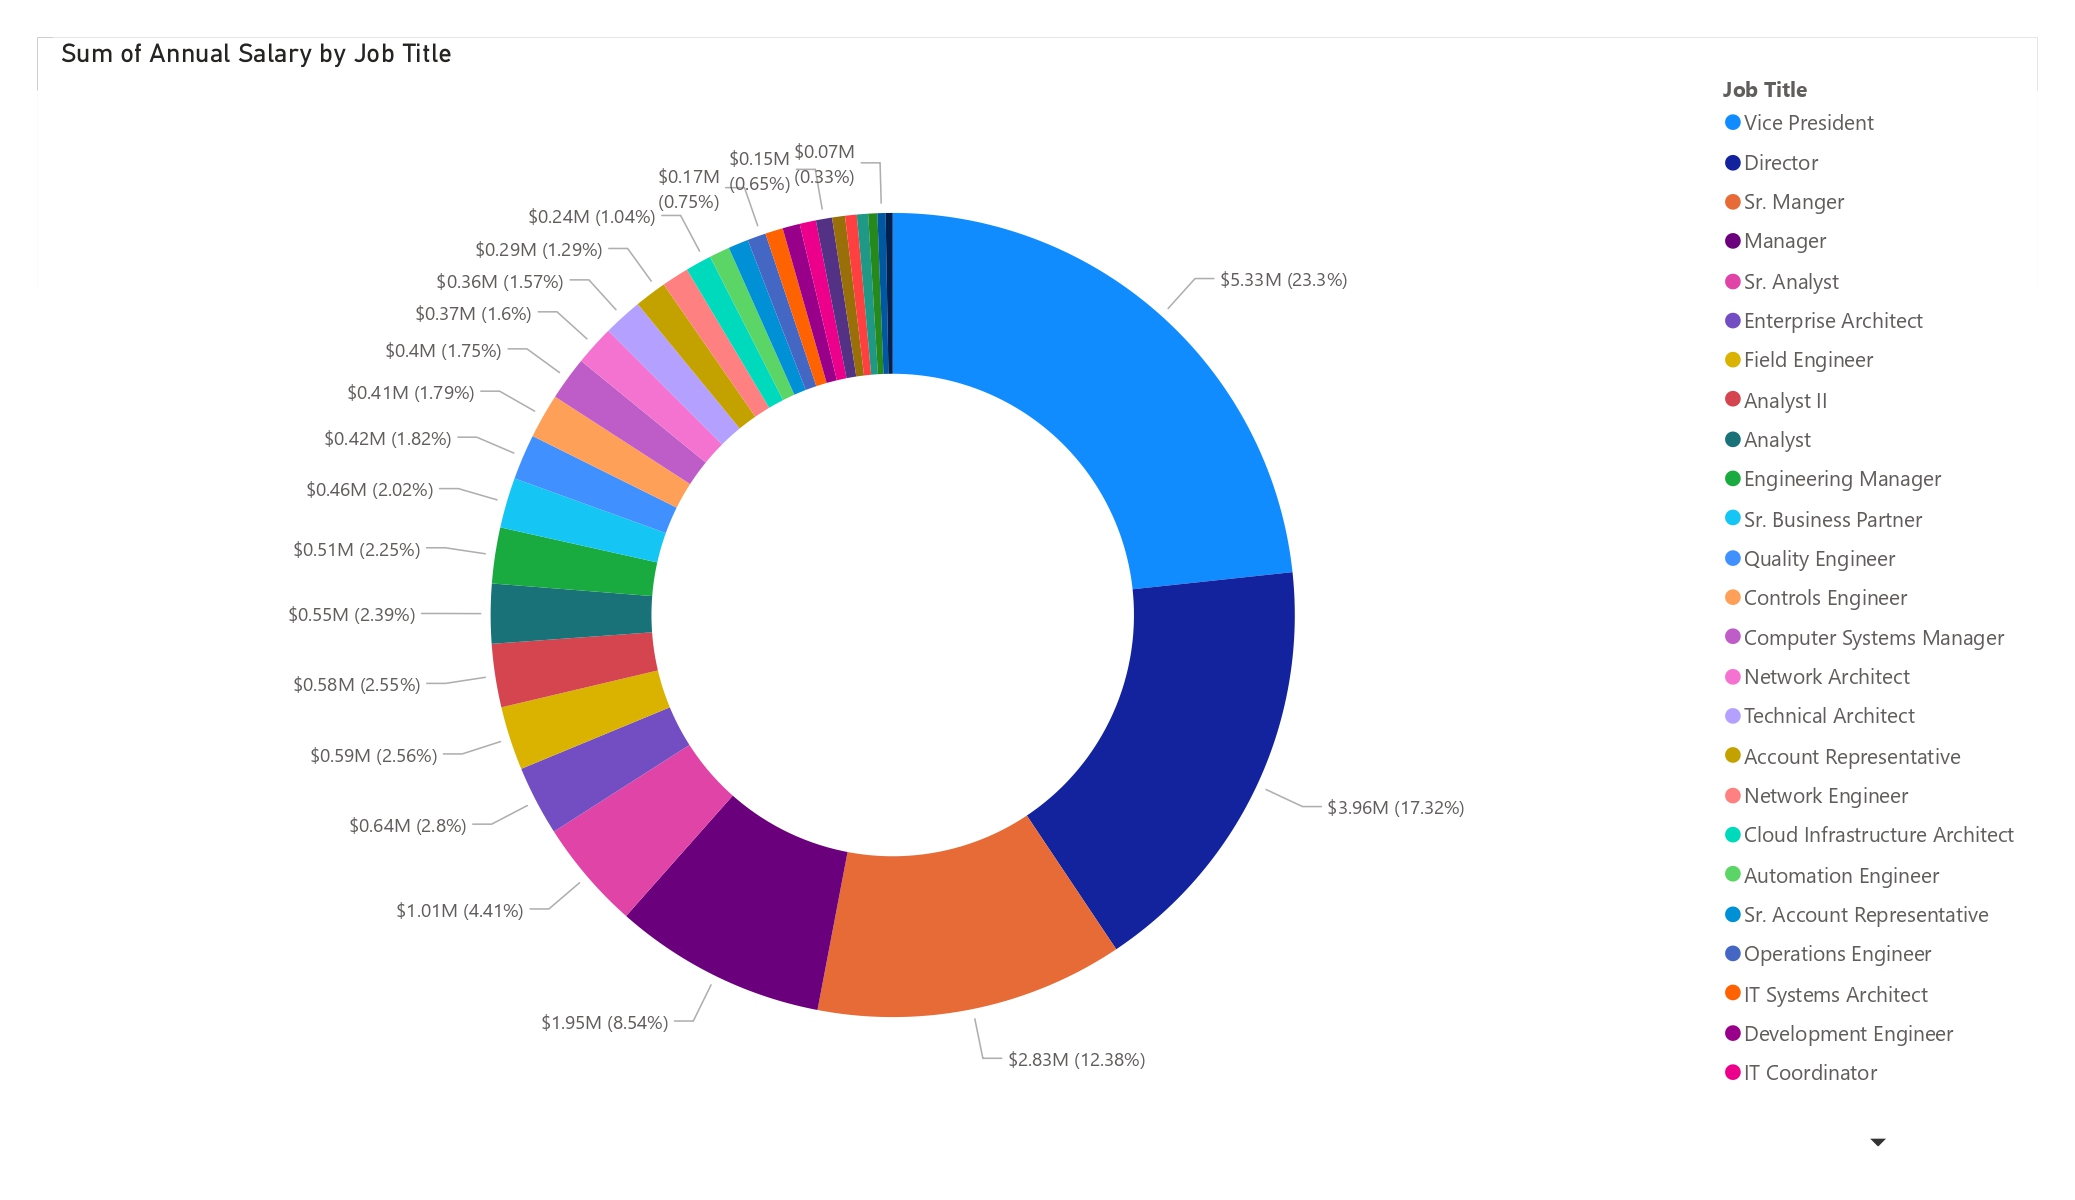 Sum of Annual Salary by Job Title
$0.07M
(0.33%)
$0.15M
(0.65%)
$0.17M
(0.75%)
$0.24M (1.04%)
$0.29M (1.29%)
$0.36M (1.57%)
$0.37M (1.6%)
$0.4M (1.75%)
$0.41M (1.79%)
$0.42M (1.82%)
$0.46M (2.02%)
$0.51M (2.25%)
$0.55M (2.39%)
$0.58M (2.55%)
$0.59M (2.56%)
$0.64M (2.8%)
$1.01M (4.41%)
$1.95M (8.54%)
$2.83M (12.38%)
$3.96M (17.32%)
$5.33M (23.3%)
Job Title
Vice President
Director
Sr. Manger
Manager
Sr. Analyst
Enterprise Architect
Field Engineer
Analyst II
Analyst
Engineering Manager
Sr. Business Partner
Quality Engineer
Controls Engineer
Computer Systems Manager
Network Architect
Technical Architect
Account Representative
Network Engineer
Cloud Infrastructure Architect
Automation Engineer
Sr. Account Representative
Operations Engineer
IT Systems Architect
Development Engineer
IT Coordinator